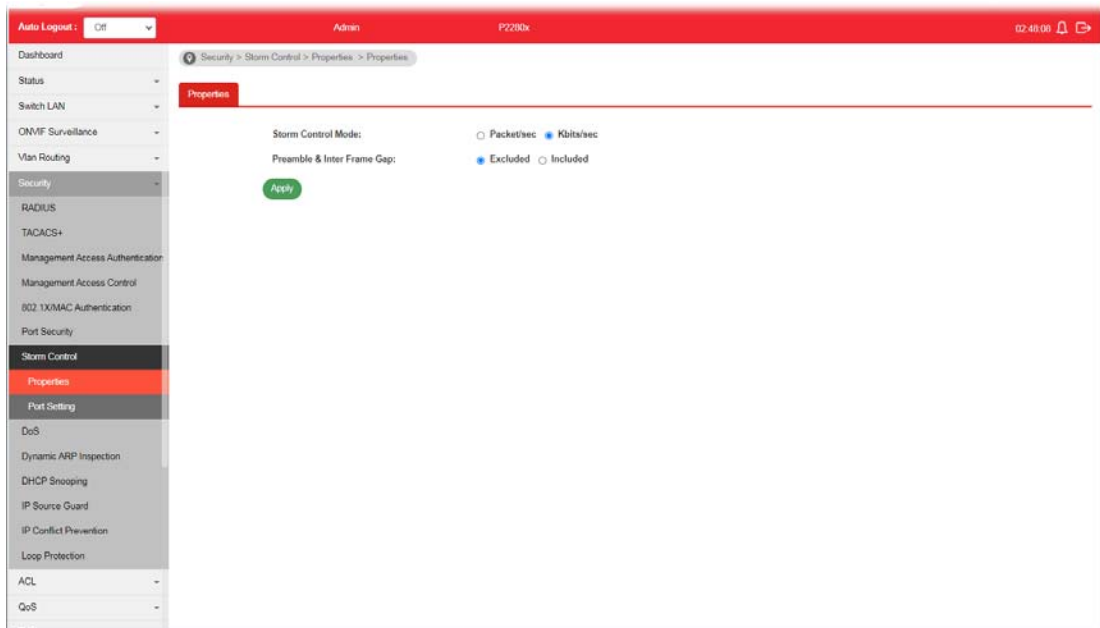 Auto Logout : Off Admin P2280x 02:48:06
Dashboard
Security > Storm Control > Properties > Properties
Status
Properties
Switch LAN
ONVIF Surveillance
Storm Control Mode: Packet/sec Kbits/sec
Vlan Routing
Preamble & Inter Frame Gap: Excluded Included
Security
Apply
RADIUS
TACACS+
Management Access Authentication
Management Access Control
802.1X/MAC Authentication
Port Security
Storm Control
Properties
Port Setting
DoS
Dynamic ARP Inspection
DHCP Snooping
IP Source Guard
IP Conflict Prevention
Loop Protection
ACL
QoS